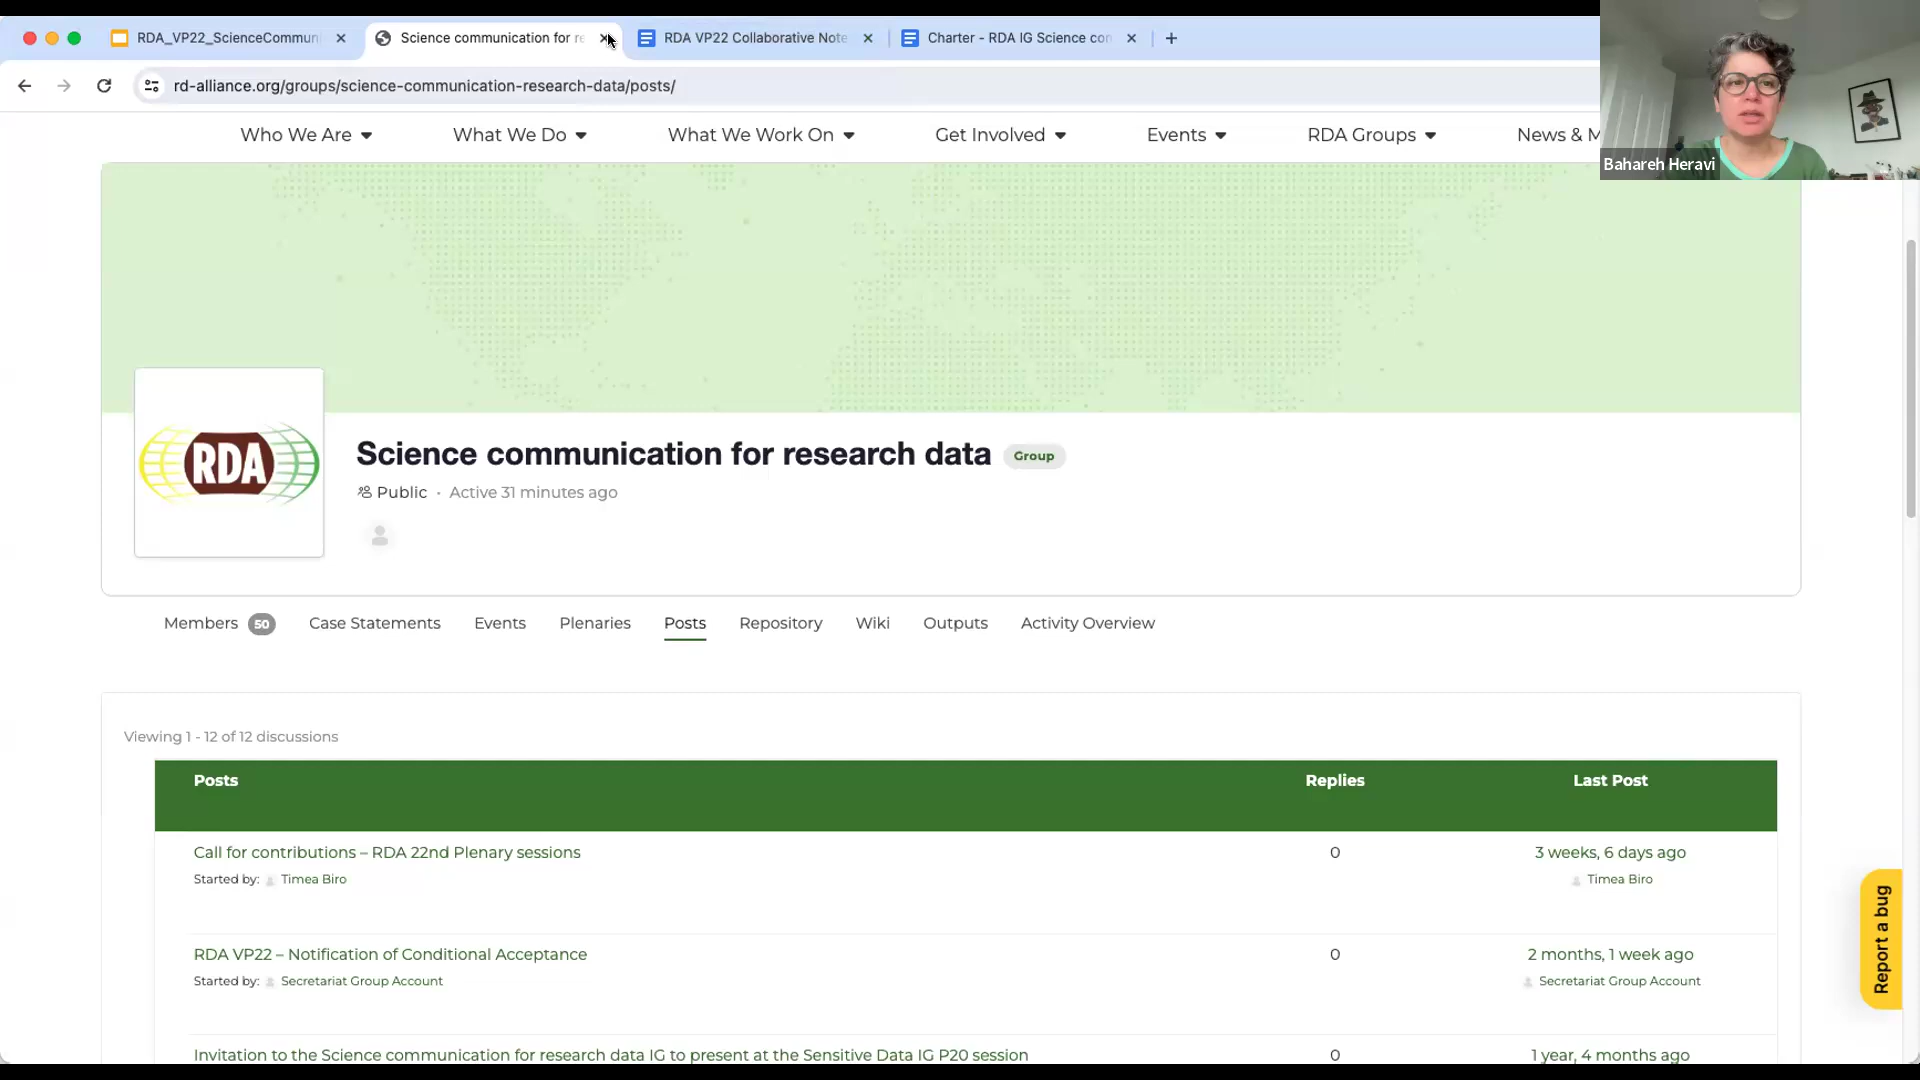 RDA_VP22_ScienceCommun
Science communication for re
RDA VP22 Collaborative Note
Charter - RDA IG Science con
rd-alliance.org/groups/science-communication-research-data/posts/
Who We Are
What We Do
What We Work On
Get Involved
Events
RDA Groups
News & M
Bahareh Heravi
RDA
Science communication for research data
Group
Public · Active 31 minutes ago
Members 50
Case Statements
Events
Plenaries
Posts
Repository
Wiki
Outputs
Activity Overview
Viewing 1 - 12 of 12 discussions
Posts
Replies
Last Post
Call for contributions – RDA 22nd Plenary sessions
0
3 weeks, 6 days ago
Started by: Timea Biro
Timea Biro
RDA VP22 – Notification of Conditional Acceptance
0
2 months, 1 week ago
Started by: Secretariat Group Account
Secretariat Group Account
Invitation to the Science communication for research data IG to present at the Sensitive Data IG P20 session
0
1 year, 4 months ago
Report a bug